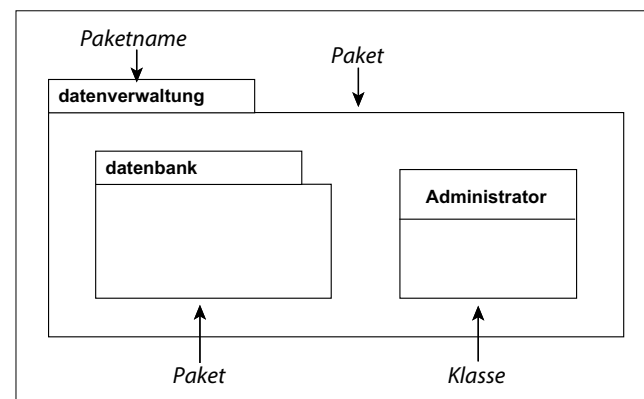 Paketname
Paket
datenverwaltung
datenbank
Administrator
Paket
Klasse